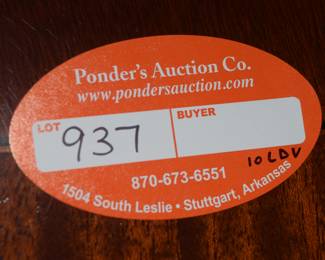 Ponder's Auction Co.
www.pondersauction.com
LOT 937 BUYER
10LDV
870-673-6551
1504 South Leslie • Stuttgart, Arkansas